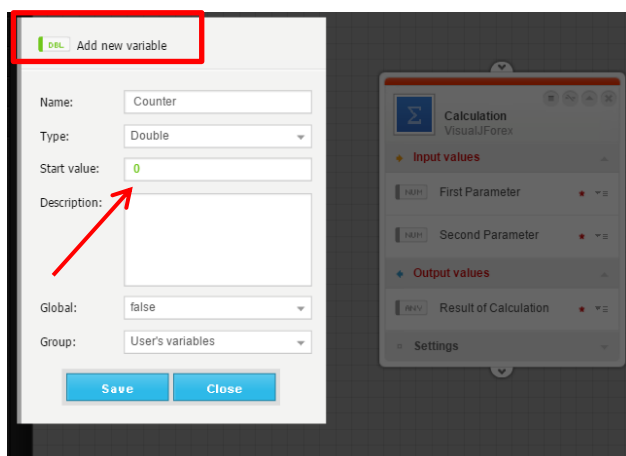 DBL Add new variable
Name: Counter
Type: Double
Start value: 0
Description:
Global: false
Group: User's variables
Save Close
Σ
Calculation
VisualJForex
Input values
NUM First Parameter
NUM Second Parameter
Output values
ANY Result of Calculation
Settings